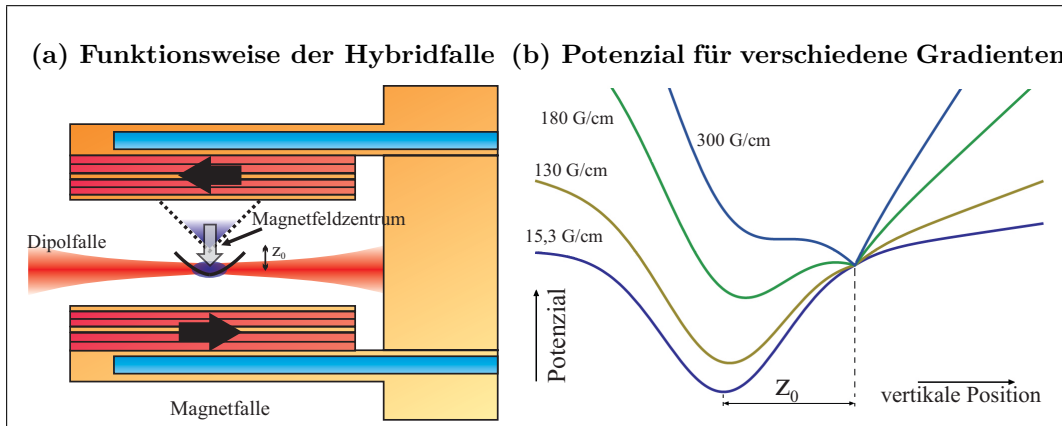 (a) Funktionsweise der Hybridfalle
Magnetfeldzentrum
Dipolfalle
z₀
Magnetfalle
(b) Potenzial für verschiedene Gradienten
180 G/cm
300 G/cm
130 G/cm
15,3 G/cm
Potenzial
z₀
vertikale Position